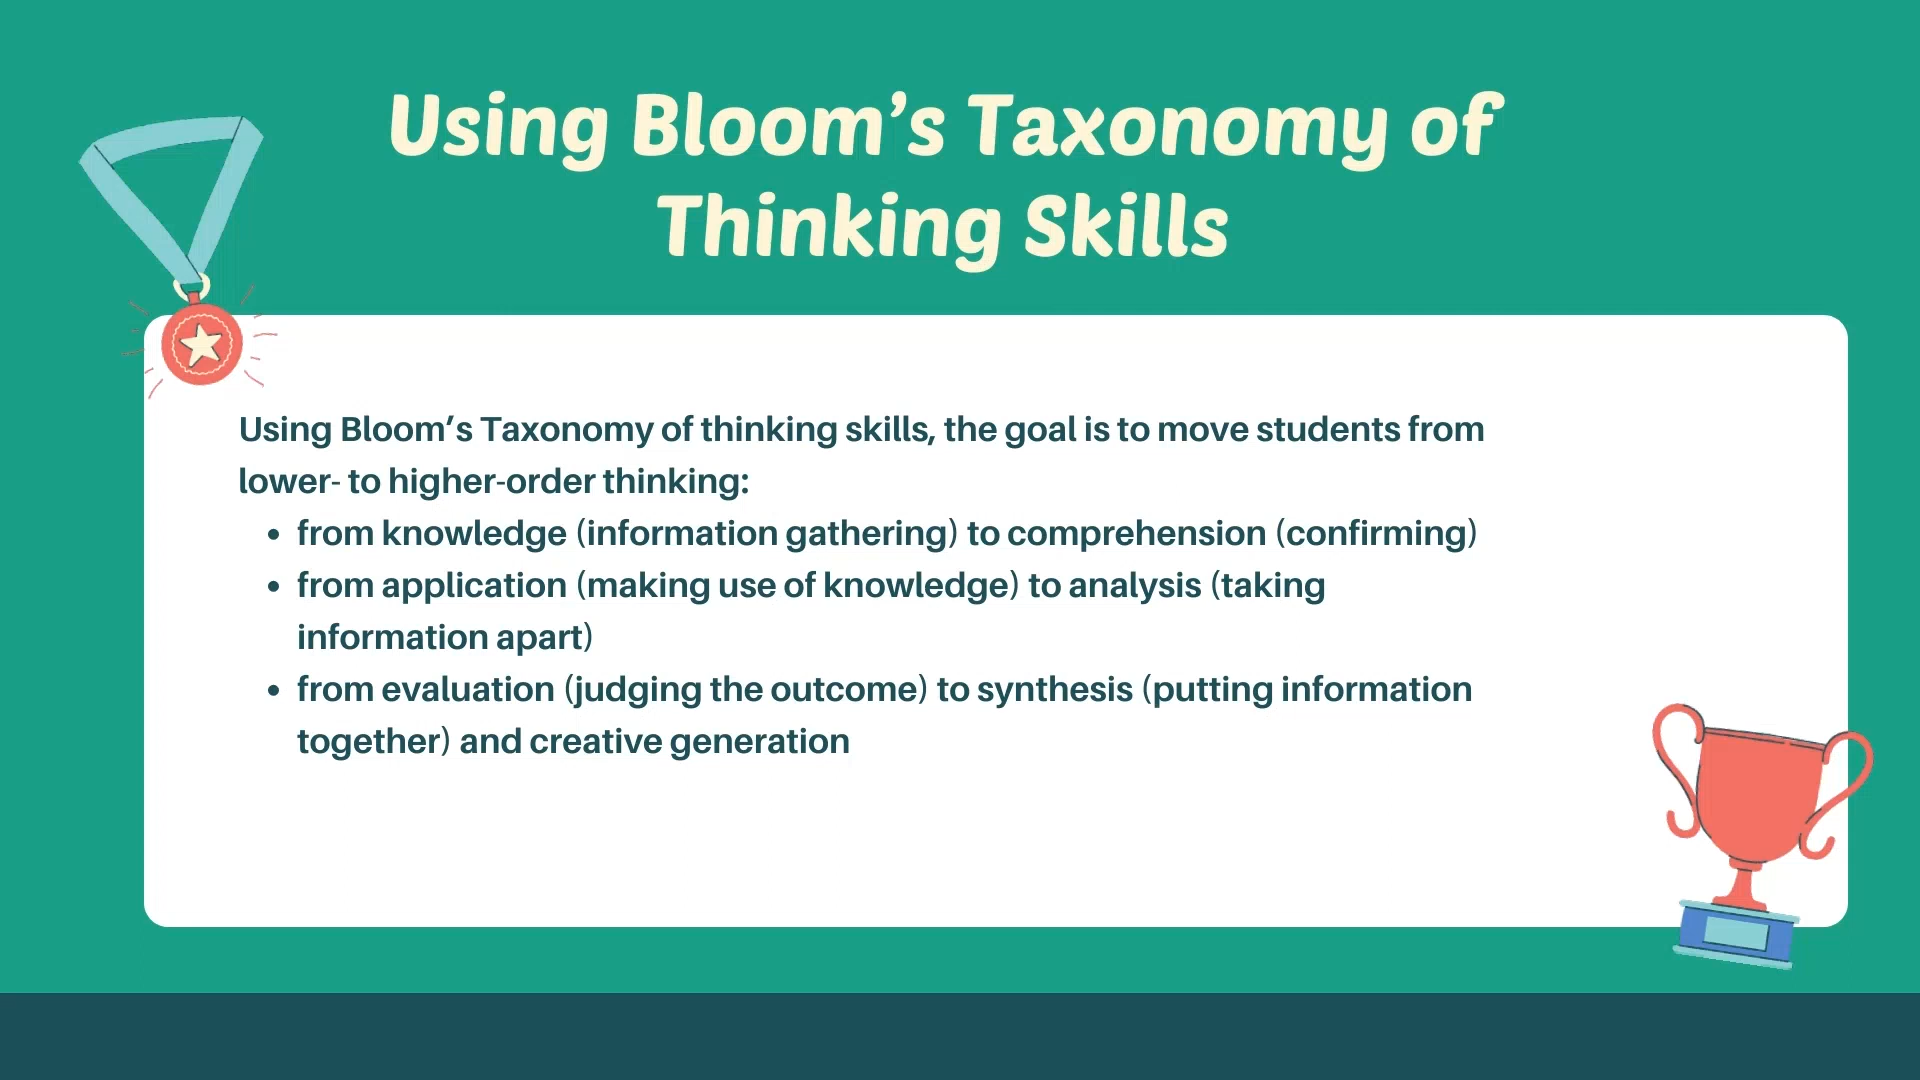 Using Bloom’s Taxonomy of
Thinking Skills
Using Bloom’s Taxonomy of thinking skills, the goal is to move students from
lower- to higher-order thinking:
• from knowledge (information gathering) to comprehension (confirming)
• from application (making use of knowledge) to analysis (taking
information apart)
• from evaluation (judging the outcome) to synthesis (putting information
together) and creative generation